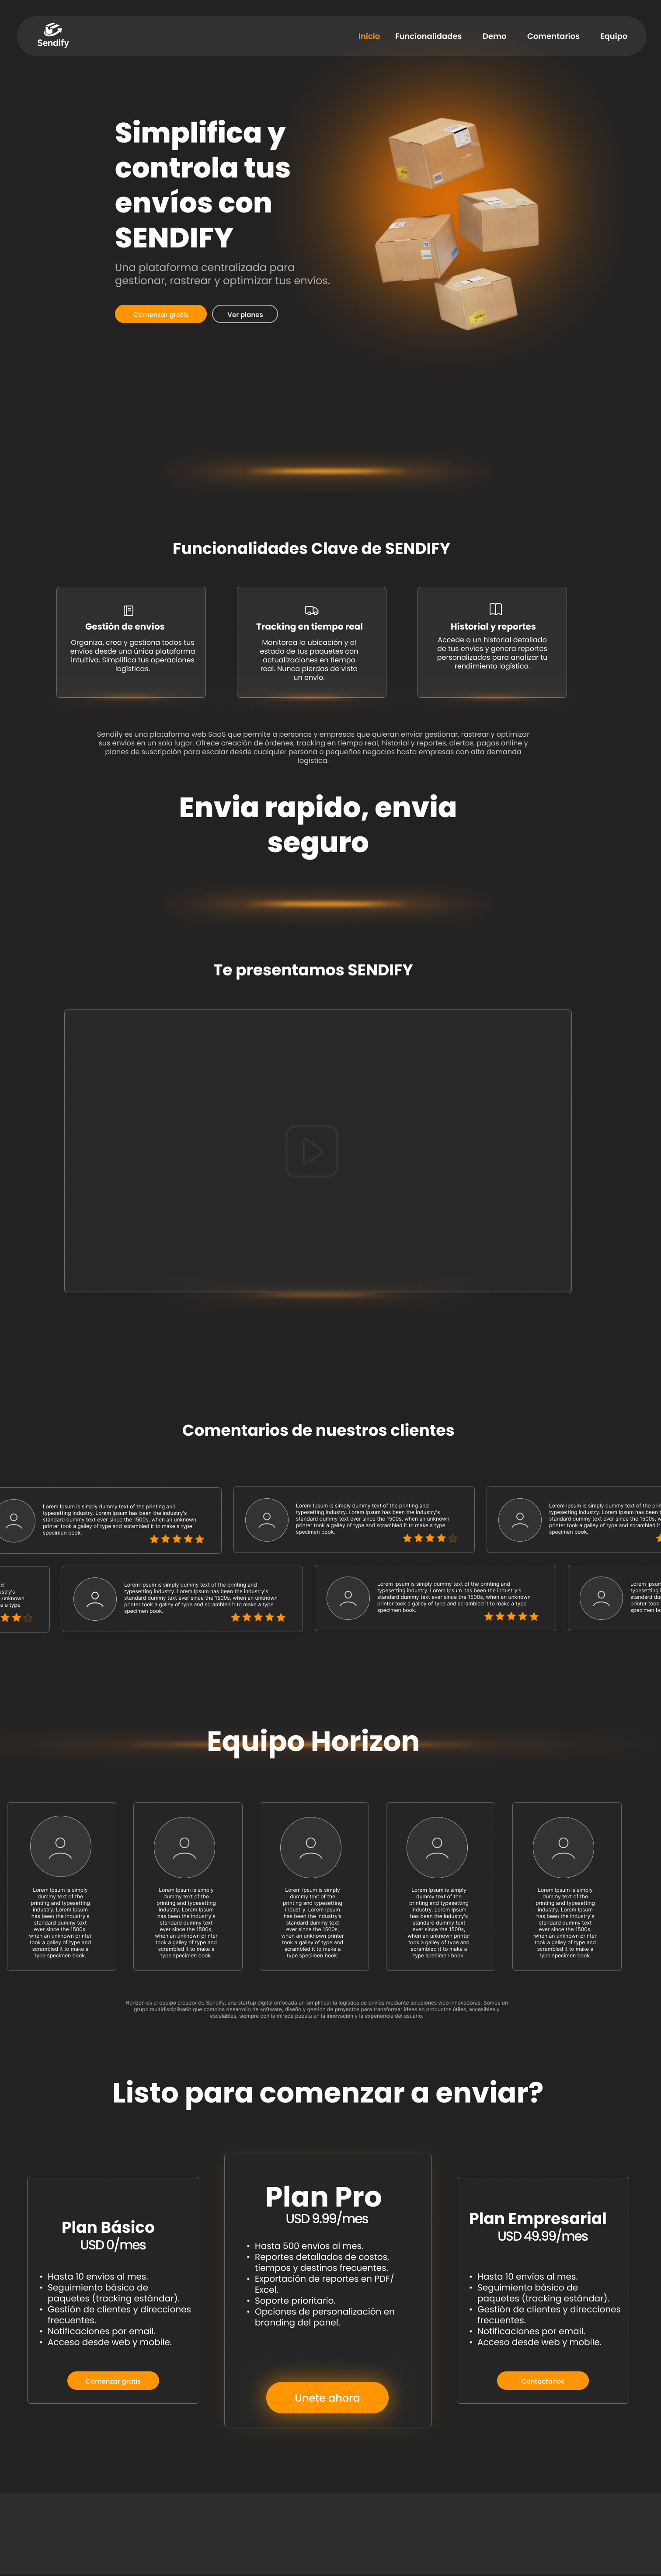 Sendify
Inicio
Funcionalidades
Demo
Comentarios
Equipo
Simplifica y
controla tus
envíos con
SENDIFY
Una plataforma centralizada para
gestionar, rastrear y optimizar tus envíos.
Comenzar gratis
Ver planes
Funcionalidades Clave de SENDIFY
Gestión de envíos
Organiza, crea y gestiona todos tus
envíos desde una única plataforma
intuitiva. Simplifica tus operaciones
logísticas.
Tracking en tiempo real
Monitorea la ubicación y el
estado de tus paquetes con
actualizaciones en tiempo
real. Nunca pierdas de vista
un envío.
Historial y reportes
Accede a un historial detallado
de tus envíos y genera reportes
personalizados para analizar tu
rendimiento logístico.
Sendify es una plataforma web SaaS que permite a personas y empresas que quieran enviar gestionar, rastrear y optimizar
sus envíos en un solo lugar. Ofrece creación de órdenes, tracking en tiempo real, historial y reportes, alertas, pagos online y
planes de suscripción para escalar desde cualquier persona o pequeños negocios hasta empresas con alta demanda
logística.
Envia rapido, envia
seguro
Te presentamos SENDIFY
Comentarios de nuestros clientes
Lorem Ipsum is simply dummy text of the printing and
typesetting industry. Lorem Ipsum has been the industry's
standard dummy text ever since the 1500s, when an unknown
printer took a galley of type and scrambled it to make a type
specimen book.
Lorem Ipsum is simply dummy text of the printing and
typesetting industry. Lorem Ipsum has been the industry's
standard dummy text ever since the 1500s, when an unknown
printer took a galley of type and scrambled it to make a type
specimen book.
Lorem Ipsum is simply dummy text of the
typesetting industry. Lorem Ipsum has been
standard dummy text ever since the 1500s,
printer took a galley of type and scrambled it
specimen book.
unknown
e a type
Lorem Ipsum is simply dummy text of the printing and
typesetting industry. Lorem Ipsum has been the industry's
standard dummy text ever since the 1500s, when an unknown
printer took a galley of type and scrambled it to make a type
specimen book.
Lorem Ipsum is simply dummy text of the printing and
typesetting industry. Lorem Ipsum has been the industry's
standard dummy text ever since the 1500s, when an unknown
printer took a galley of type and scrambled it to make a type
specimen book.
Lorem
typesetting
standard
printer took
specimen
Equipo Horizon
Lorem Ipsum is simply
dummy text of the
printing and typesetting
industry. Lorem Ipsum
has been the industry's
standard dummy text
ever since the 1500s,
when an unknown printer
took a galley of type and
scrambled it to make a
type specimen book.
Lorem Ipsum is simply
dummy text of the
printing and typesetting
industry. Lorem Ipsum
has been the industry's
standard dummy text
ever since the 1500s,
when an unknown printer
took a galley of type and
scrambled it to make a
type specimen book.
Lorem Ipsum is simply
dummy text of the
printing and typesetting
industry. Lorem Ipsum
has been the industry's
standard dummy text
ever since the 1500s,
when an unknown printer
took a galley of type and
scrambled it to make a
type specimen book.
Lorem Ipsum is simply
dummy text of the
printing and typesetting
industry. Lorem Ipsum
has been the industry's
standard dummy text
ever since the 1500s,
when an unknown printer
took a galley of type and
scrambled it to make a
type specimen book.
Lorem Ipsum is simply
dummy text of the
printing and typesetting
industry. Lorem Ipsum
has been the industry's
standard dummy text
ever since the 1500s,
when an unknown printer
took a galley of type and
scrambled it to make a
type specimen book.
Horizon es el equipo creador de Sendify, una startup digital enfocada en simplificar la logística de envíos mediante soluciones web innovadoras. Somos un
grupo multidisciplinario que combina desarrollo de software, diseño y gestión de proyectos para transformar ideas en productos útiles, accesibles y
escalables, siempre con la mirada puesta en la innovación y la experiencia del usuario.
Listo para comenzar a enviar?
Plan Básico
USD 0/mes
• Hasta 10 envíos al mes.
• Seguimiento básico de
paquetes (tracking estándar).
• Gestión de clientes y direcciones
frecuentes.
• Notificaciones por email.
• Acceso desde web y mobile.
Comenzar gratis
Plan Pro
USD 9.99/mes
• Hasta 500 envíos al mes.
• Reportes detallados de costos,
tiempos y destinos frecuentes.
• Exportación de reportes en PDF/
Excel.
• Soporte prioritario.
• Opciones de personalización en
branding del panel.
Unete ahora
Plan Empresarial
USD 49.99/mes
• Hasta 10 envíos al mes.
• Seguimiento básico de
paquetes (tracking estándar).
• Gestión de clientes y direcciones
frecuentes.
• Notificaciones por email.
• Acceso desde web y mobile.
Contactanos